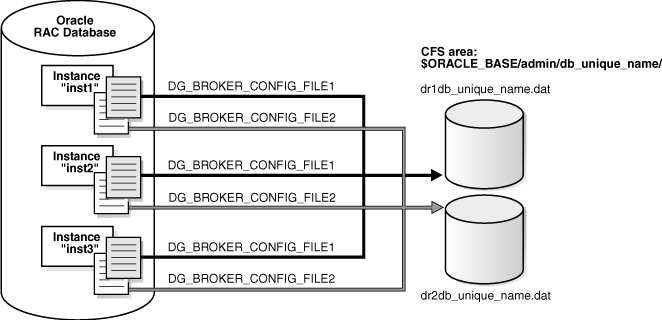 Oracle
RAC Database
Instance
"inst1"
DG_BROKER_CONFIG_FILE1
DG_BROKER_CONFIG_FILE2
Instance
"inst2"
DG_BROKER_CONFIG_FILE1
DG_BROKER_CONFIG_FILE2
Instance
"inst3"
DG_BROKER_CONFIG_FILE1
DG_BROKER_CONFIG_FILE2
CFS area:
$ORACLE_BASE/admin/db_unique_name/
dr1db_unique_name.dat
dr2db_unique_name.dat